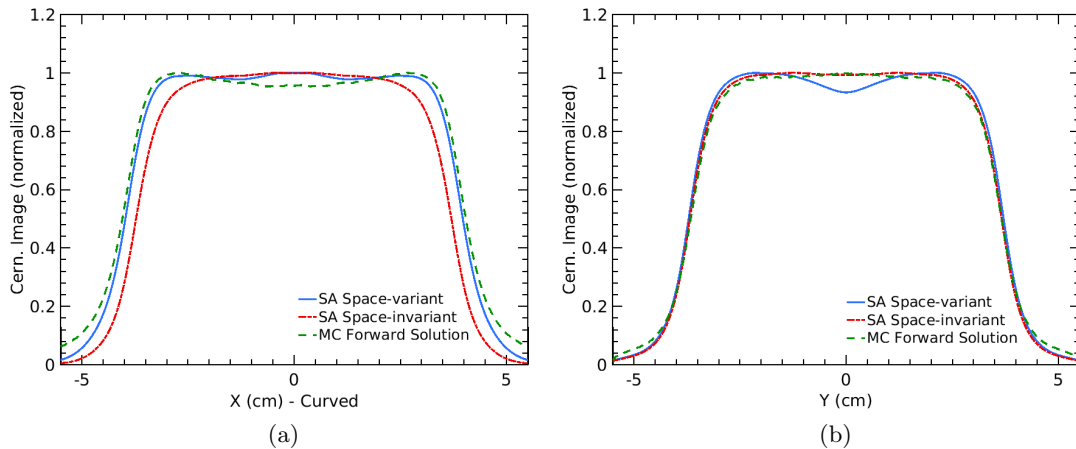 1.2
1
0.8
0.6
0.4
0.2
0
Cern. Image (normalized)
SA Space-variant
SA Space-invariant
MC Forward Solution
-5
0
5
X (cm) - Curved
(a)
1.2
1
0.8
0.6
0.4
0.2
0
Cern. Image (normalized)
SA Space-variant
SA Space-invariant
MC Forward Solution
-5
0
5
Y (cm)
(b)